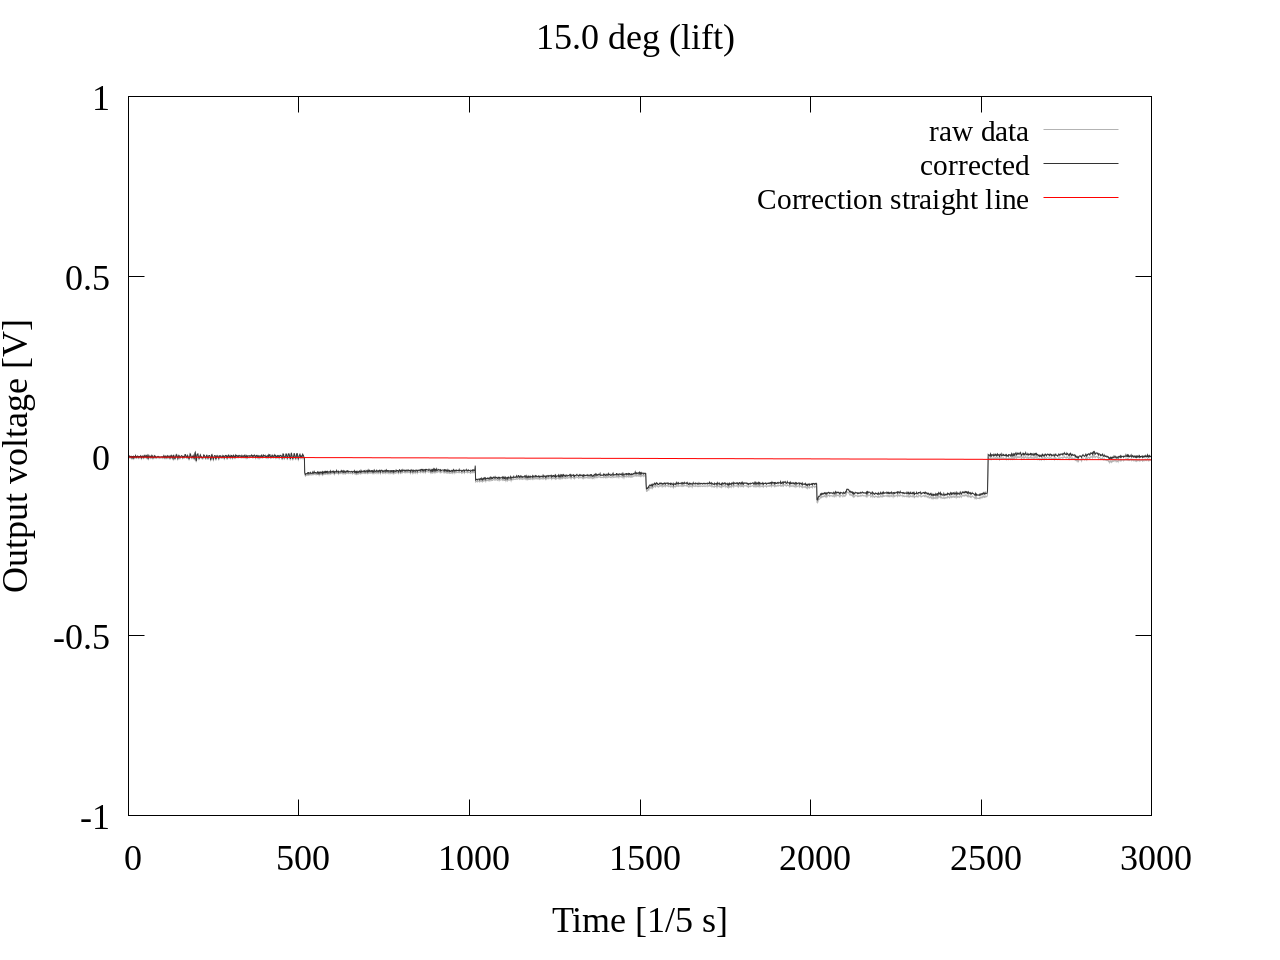 15.0 deg (lift)
raw data
corrected
Correction straight line
1
0.5
0
-0.5
-1
Output voltage [V]
0 500 1000 1500 2000 2500 3000
Time [1/5 s]